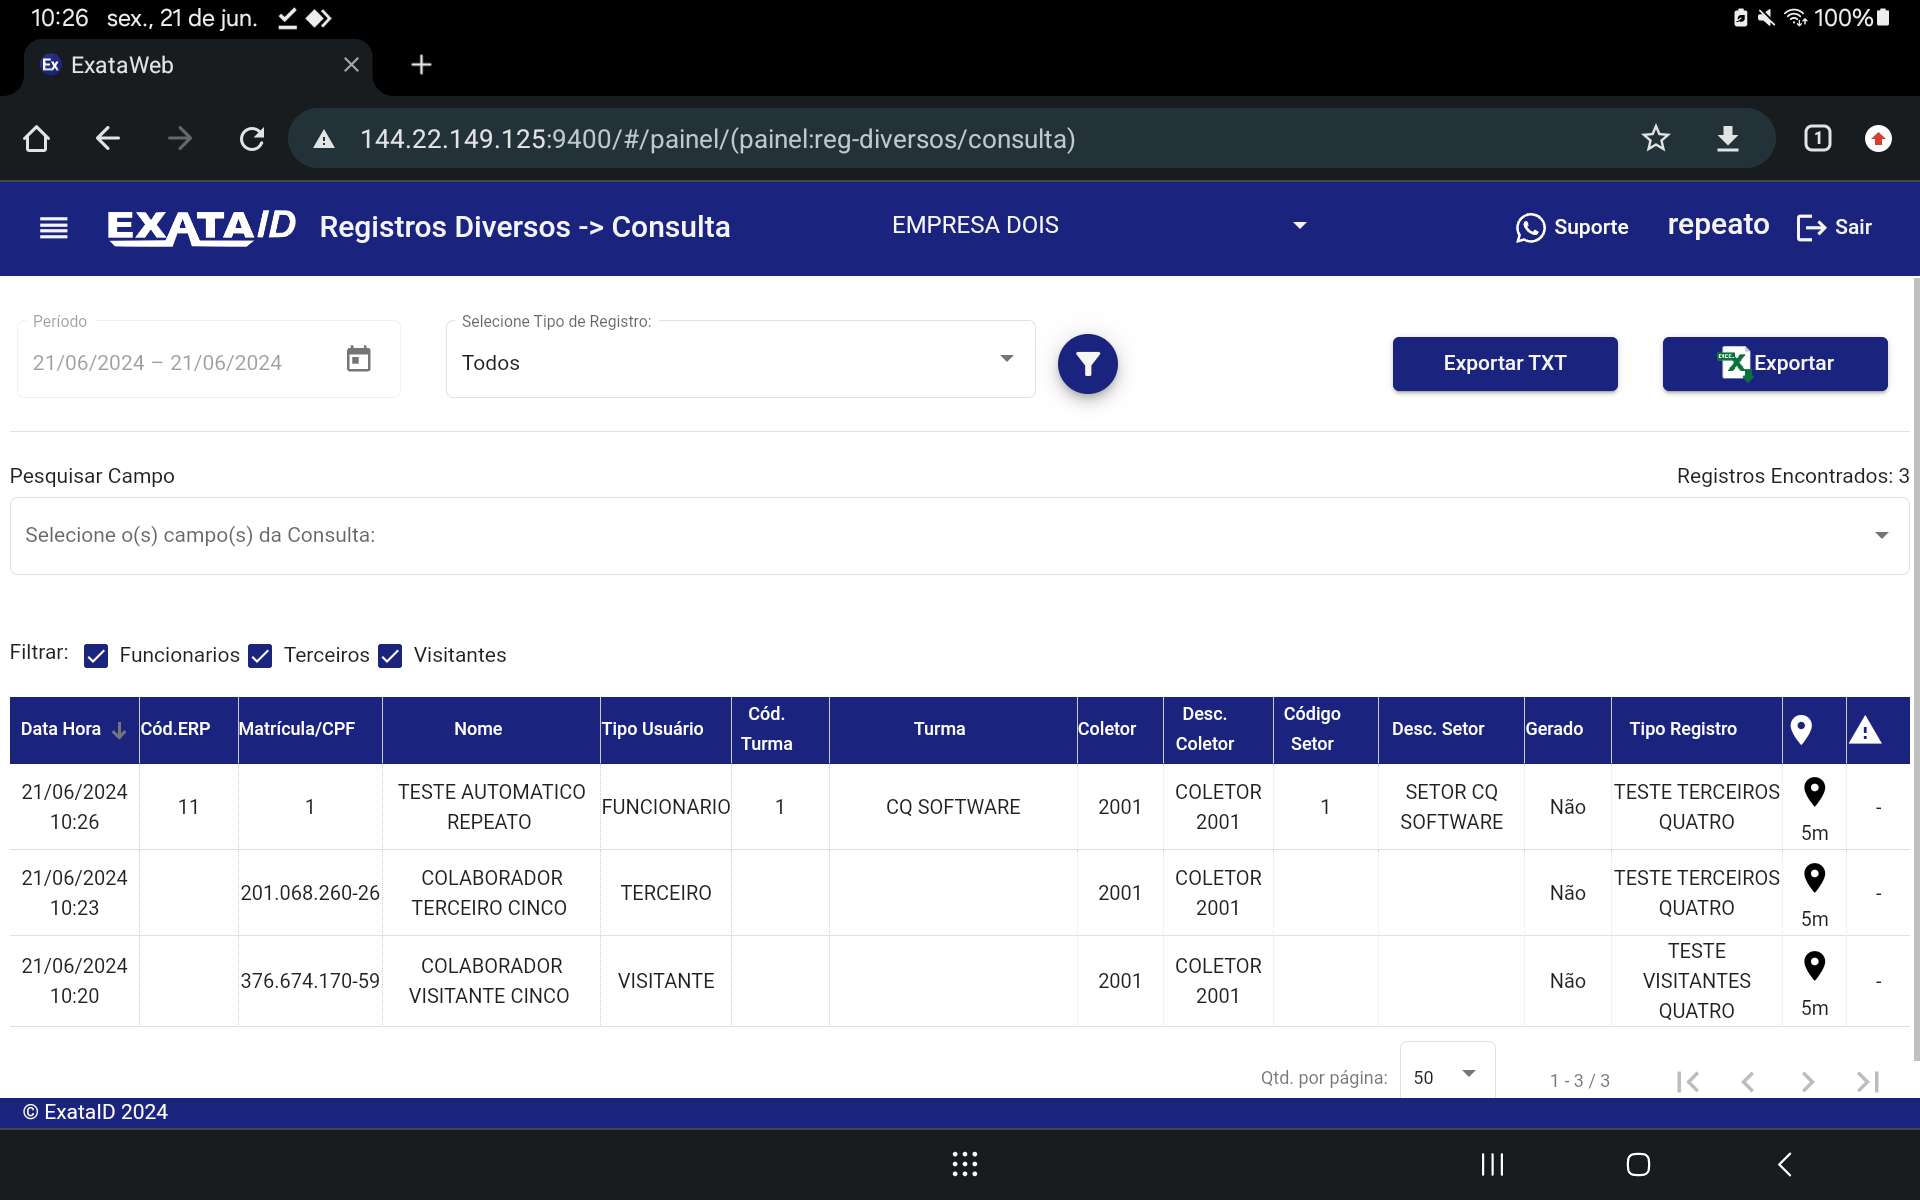 10:26 sex., 21 de jun. 100%
Ex ExataWeb
144.22.149.125:9400/#/painel/(painel:reg-diversos/consulta) 1
EXATAID Registros Diversos -> Consulta EMPRESA DOIS Suporte repeato Sair
Período Selecione Tipo de Registro:
21/06/2024 – 21/06/2024 Todos Exportar TXT Exportar
Pesquisar Campo Registros Encontrados: 3
Selecione o(s) campo(s) da Consulta:
Filtrar: Funcionarios Terceiros Visitantes
Data Hora Cód.ERP Matrícula/CPF Nome Tipo Usuário Cód. Turma Turma Coletor Desc. Coletor Código Setor Desc. Setor Gerado Tipo Registro
21/06/2024 10:26 11 1 TESTE AUTOMATICO REPEATO FUNCIONARIO 1 CQ SOFTWARE 2001 COLETOR 2001 1 SETOR CQ SOFTWARE Não TESTE TERCEIROS QUATRO 5m -
21/06/2024 10:23 201.068.260-26 COLABORADOR TERCEIRO CINCO TERCEIRO 2001 COLETOR 2001 Não TESTE TERCEIROS QUATRO 5m -
21/06/2024 10:20 376.674.170-59 COLABORADOR VISITANTE CINCO VISITANTE 2001 COLETOR 2001 Não TESTE VISITANTES QUATRO 5m -
Qtd. por página: 50 1 - 3 / 3
© ExataID 2024